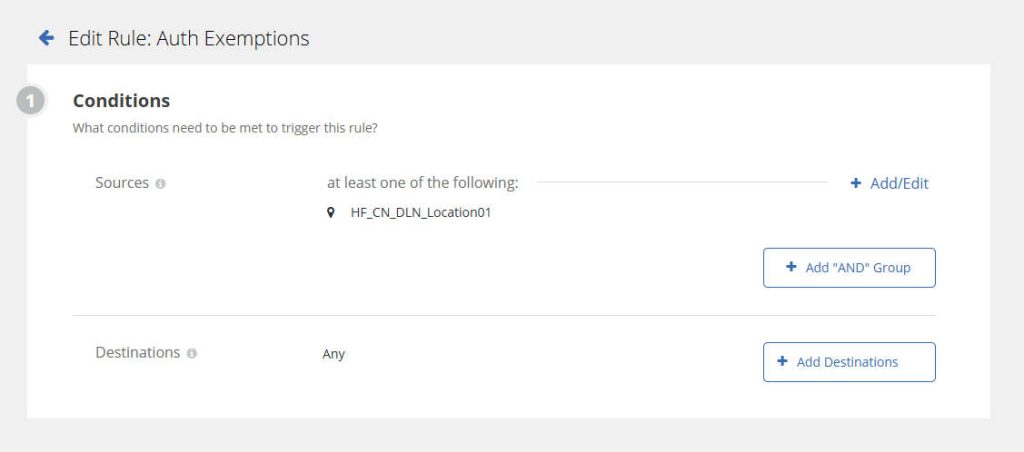 Edit Rule: Auth Exemptions
1
Conditions
What conditions need to be met to trigger this rule?
Sources
at least one of the following:
+ Add/Edit
HF_CN_DLN_Location01
+ Add "AND" Group
Destinations
Any
+ Add Destinations